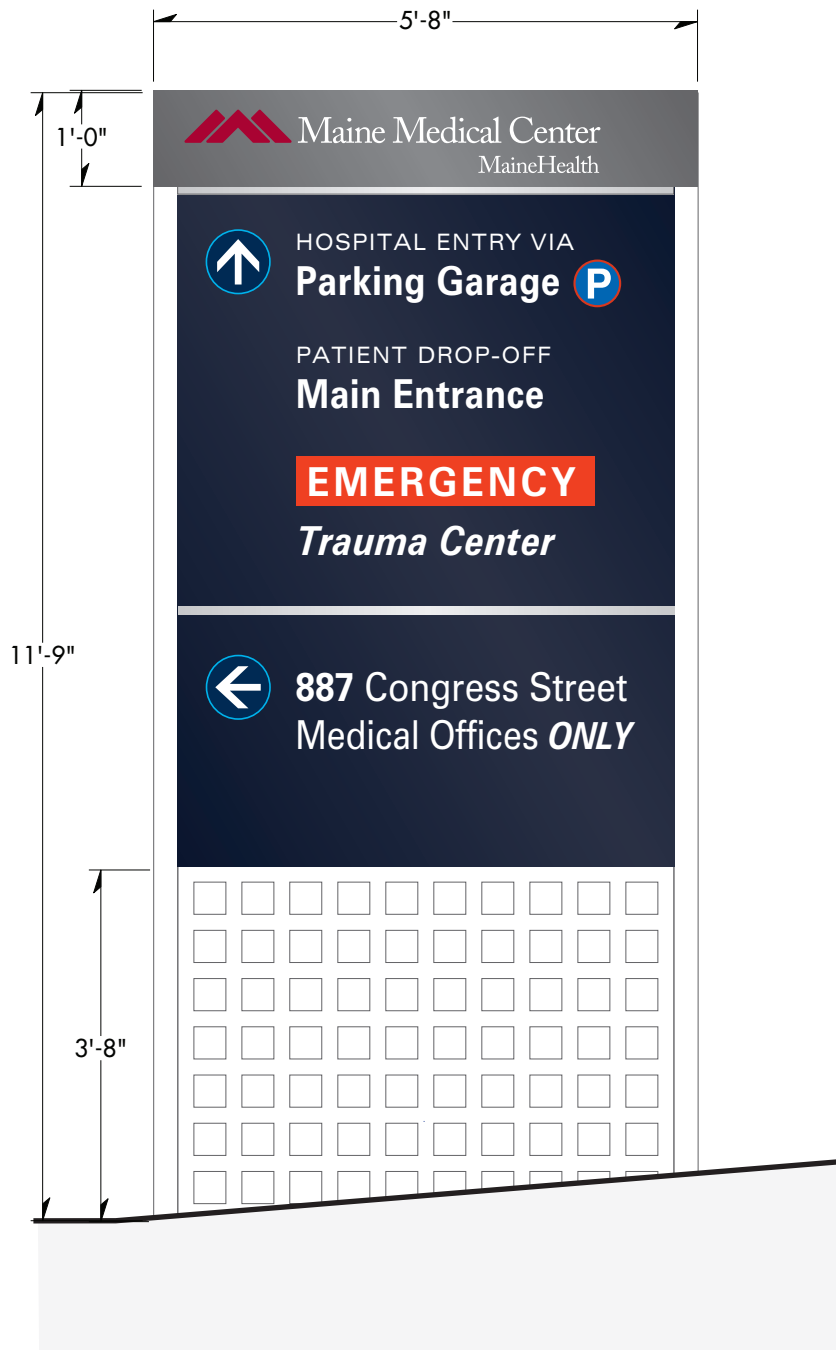 5'-8"
1'-0"
Maine Medical Center
MaineHealth
HOSPITAL ENTRY VIA
Parking Garage P
PATIENT DROP-OFF
Main Entrance
EMERGENCY
Trauma Center
11'-9"
887 Congress Street
Medical Offices ONLY
3'-8"